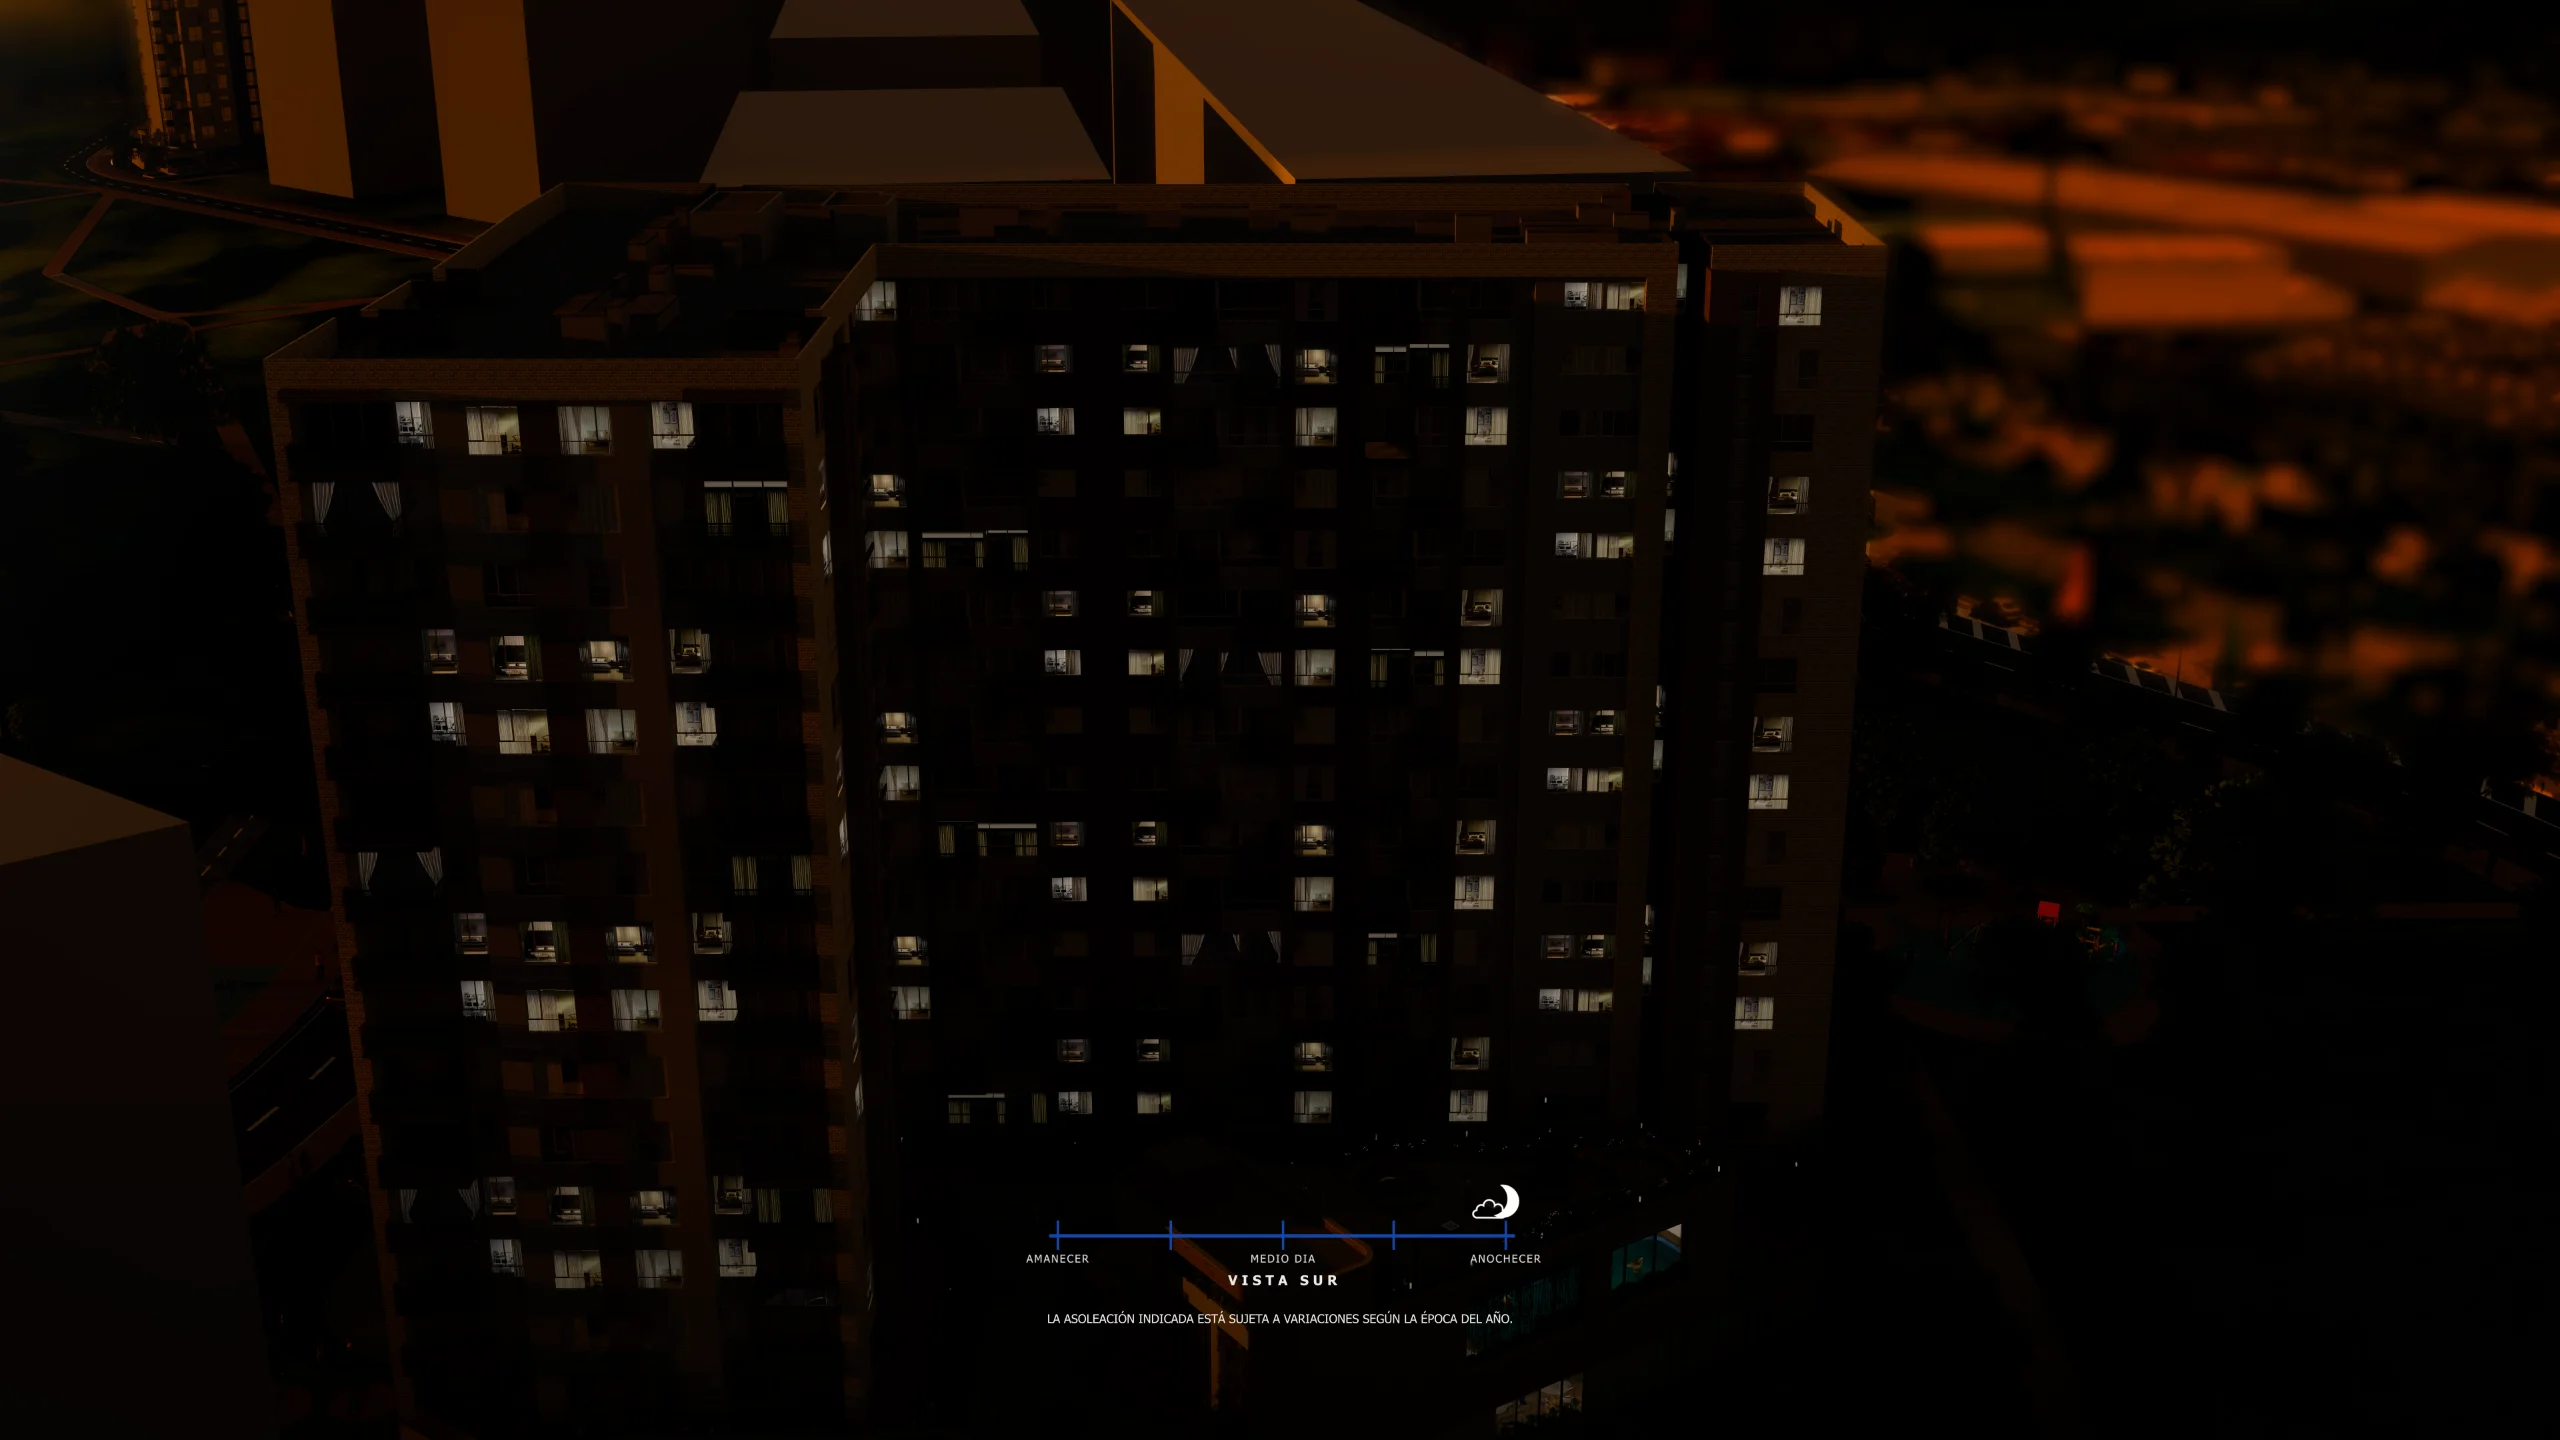 AMANECER MEDIO DIA ANOCHECER
VISTA SUR
LA ASOLEACIÓN INDICADA ESTÁ SUJETA A VARIACIONES SEGÚN LA ÉPOCA DEL AÑO.